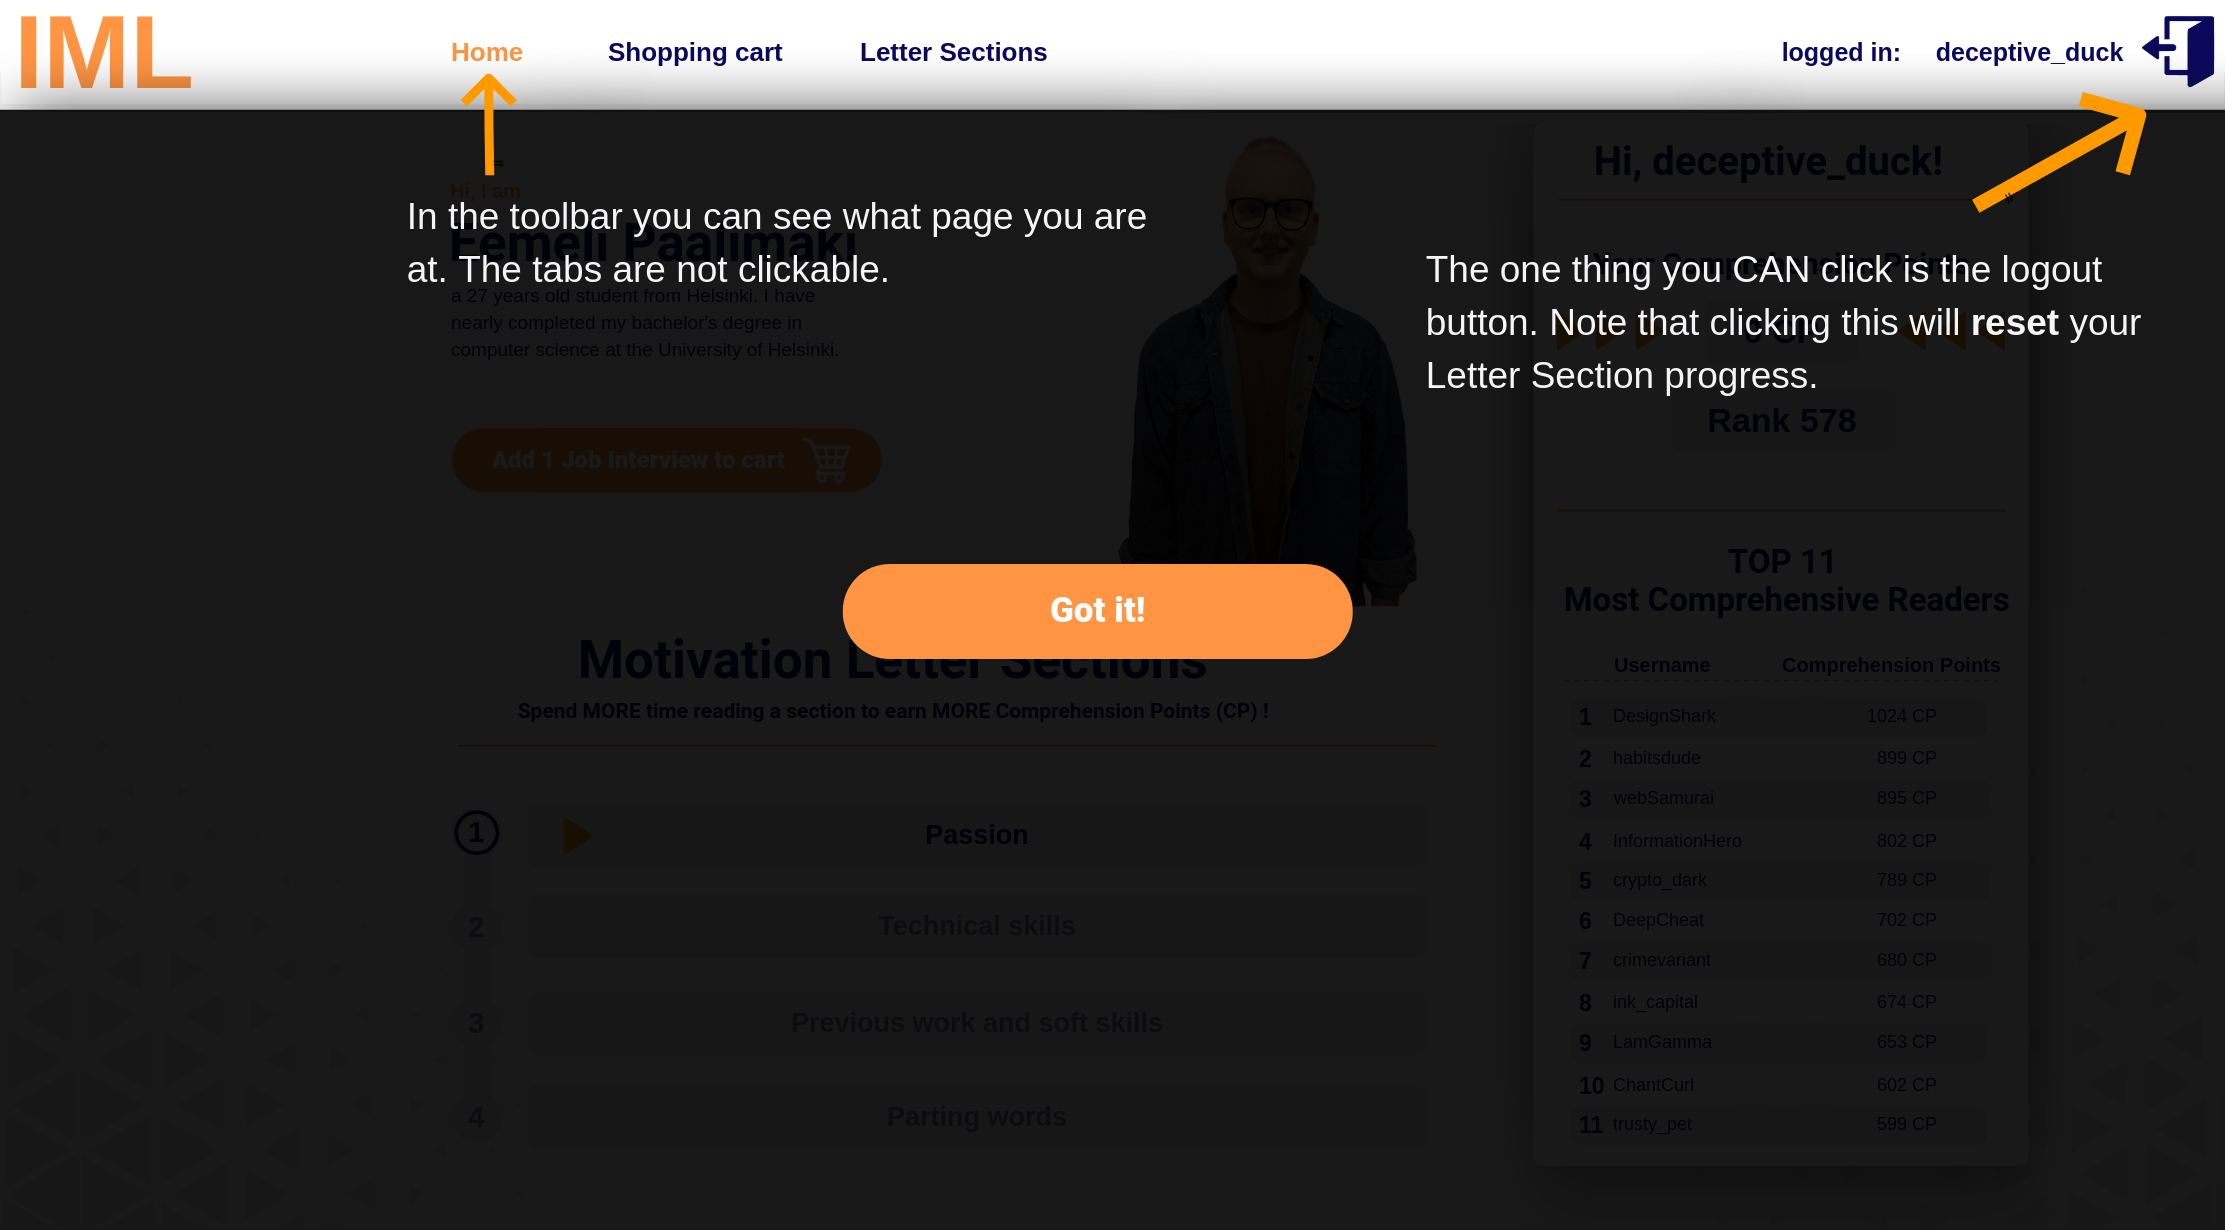 IML
Home
Shopping cart
Letter Sections
logged in:
deceptive_duck
Hi, I am
Eemeli Paalimäki
a 27 years old student from Helsinki. I have
nearly completed my bachelor's degree in
computer science at the University of Helsinki.
Add 1 Job Interview to cart
In the toolbar you can see what page you are
at. The tabs are not clickable.
Hi, deceptive_duck!
Your Comprehension Points
0 CP
Rank 578
The one thing you CAN click is the logout
button. Note that clicking this will reset your
Letter Section progress.
Got it!
Motivation Letter Sections
Spend MORE time reading a section to earn MORE Comprehension Points (CP) !
1
Passion
2
Technical skills
3
Previous work and soft skills
4
Parting words
TOP 11
Most Comprehensive Readers
Username Comprehension Points
1 DesignShark 1024 CP
2 habitsdude 899 CP
3 webSamurai 895 CP
4 InformationHero 802 CP
5 crypto_dark 789 CP
6 DeepCheat 702 CP
7 crimevariant 680 CP
8 ink_capital 674 CP
9 LamGamma 653 CP
10 ChantCurl 602 CP
11 trusty_pet 599 CP